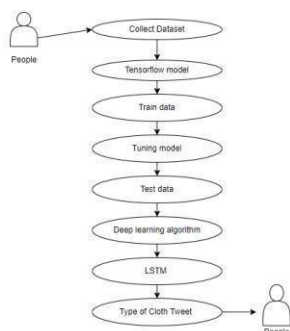 Collect Dataset
People
Tensorflow model
Train data
Tuning model
Test data
Deep learning algorithm
LSTM
Type of Cloth Tweet
People